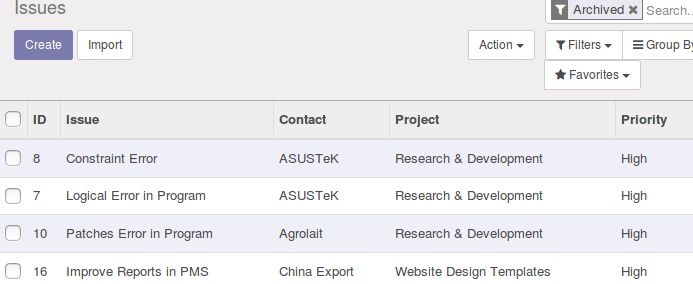 Issues
Archived Search..
Create Import Action Filters Group By
Favorites
ID Issue Contact Project Priority
8 Constraint Error ASUSTeK Research & Development High
7 Logical Error in Program ASUSTeK Research & Development High
10 Patches Error in Program Agrolait Research & Development High
16 Improve Reports in PMS China Export Website Design Templates High